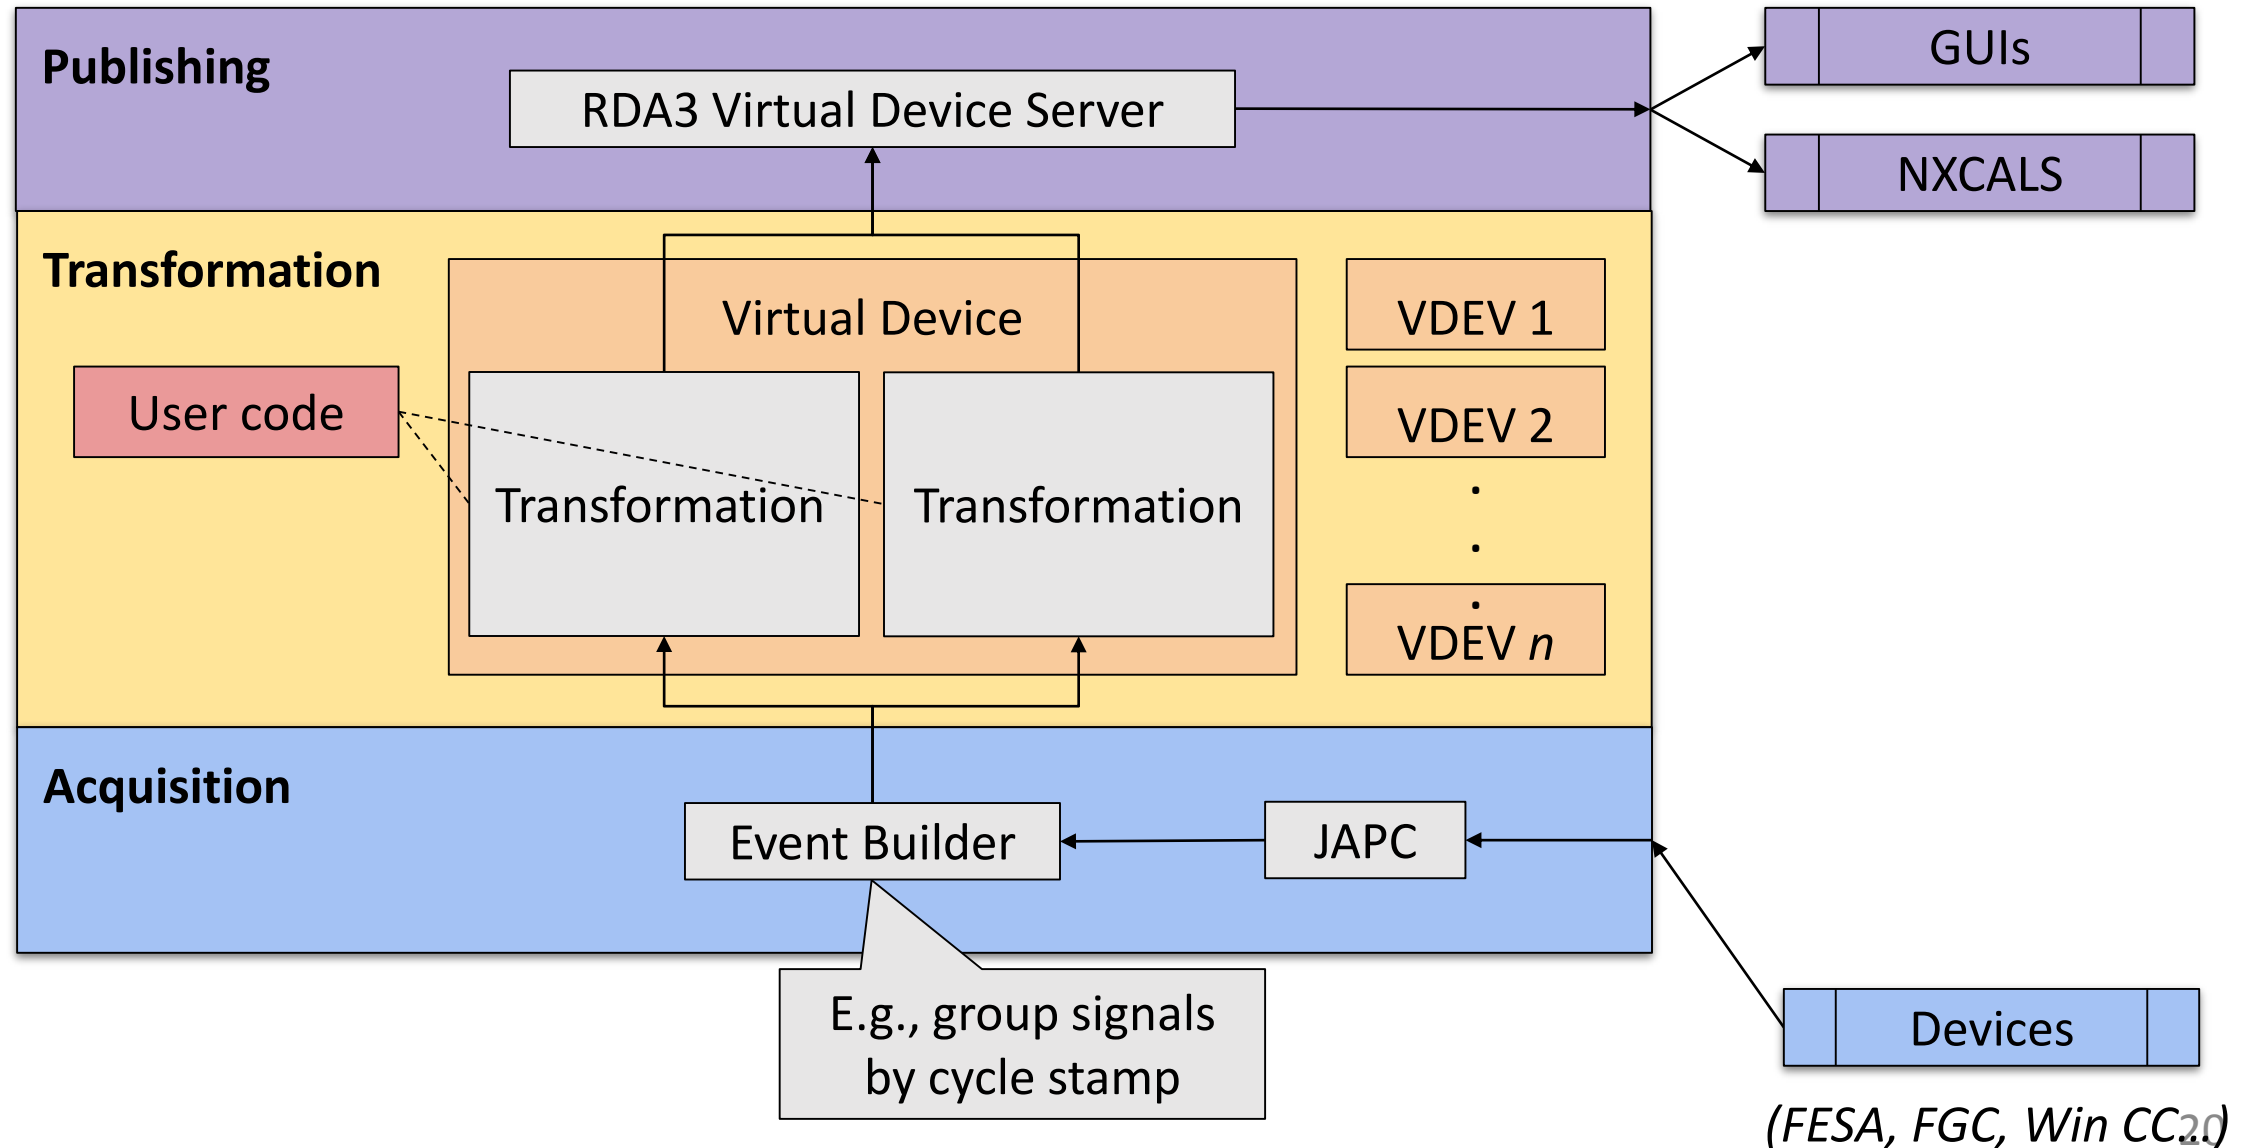 Publishing
RDA3 Virtual Device Server
GUIs
NXCALS
Transformation
Virtual Device
User code
Transformation
Transformation
VDEV 1
VDEV 2
.
.
.
VDEV n
Acquisition
Event Builder
JAPC
E.g., group signals
by cycle stamp
Devices
(FESA, FGC, Win CC...)
20